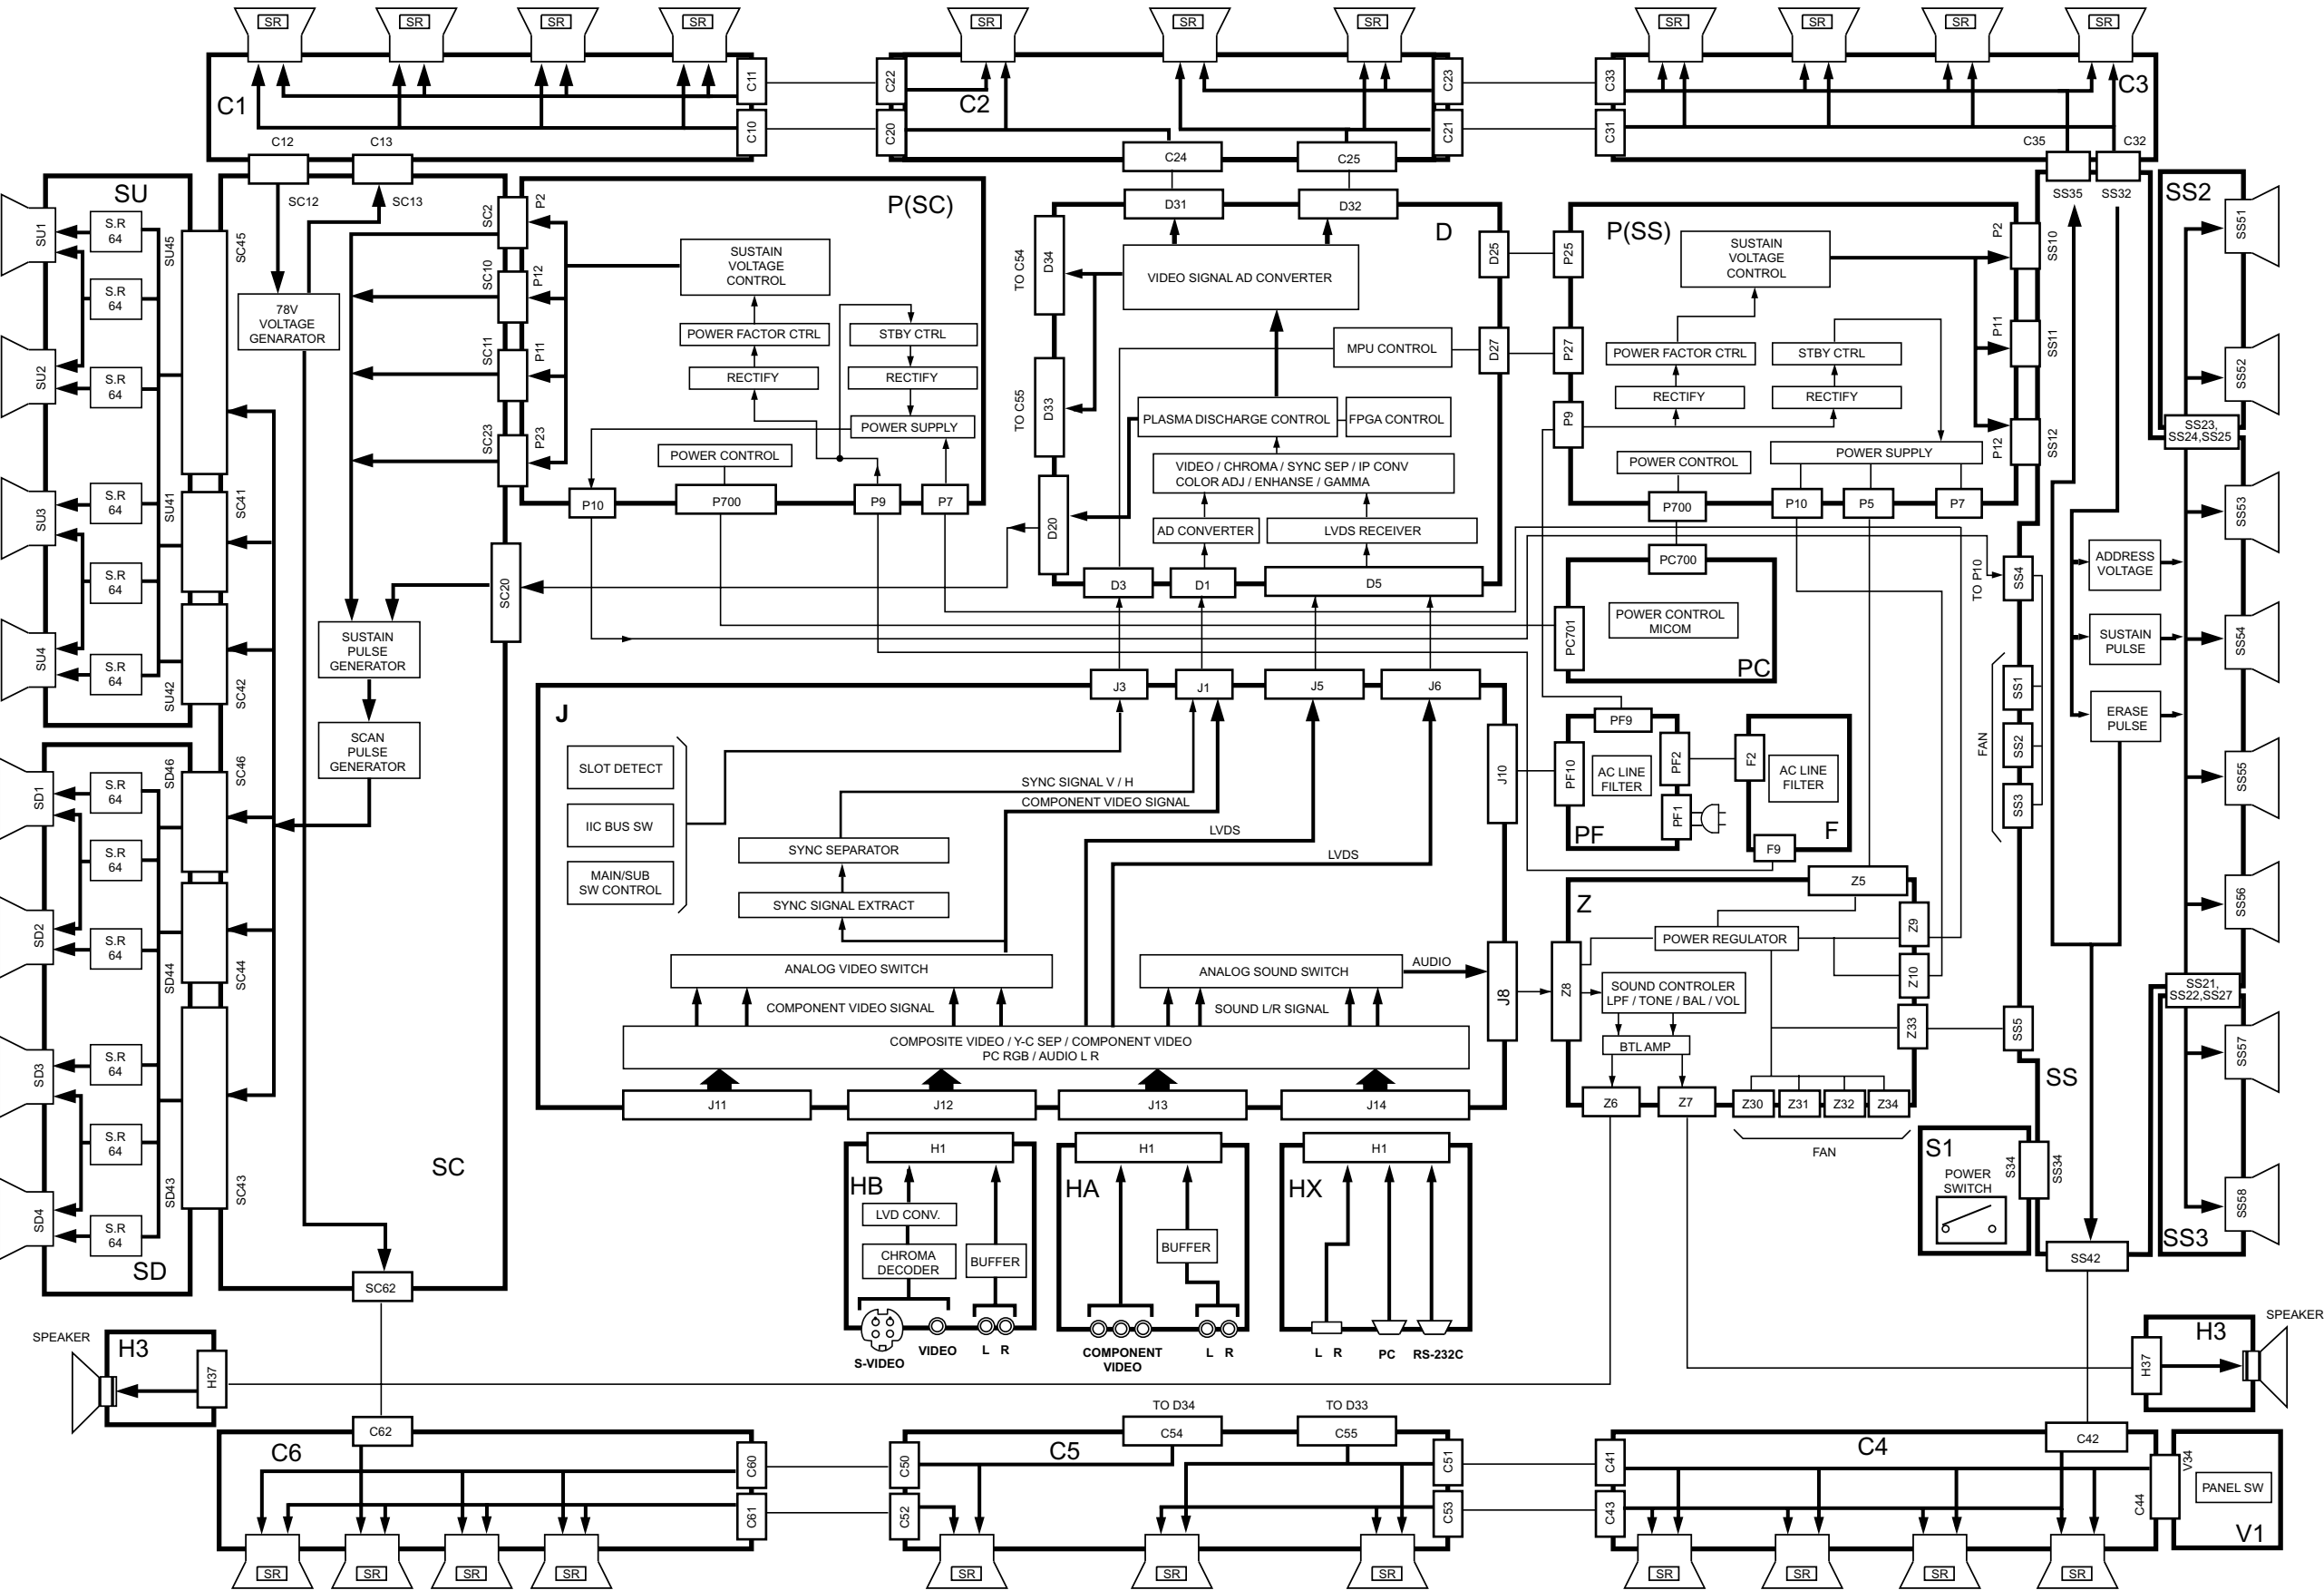 SR SR SR SR SR SR SR SR SR SR SR
C1 C11 C22 C2 C23 C33 C3
C10 C20 C21 C31
C12 C13 C24 C25 C35 C32
SU SC12 SC13 P(SC) D31 D32 D P(SS) SS35 SS32 SS2
SU1 S.R
64
SU45 SC45 SC2 P2
S.R
64
SU2 S.R
64
78V
VOLTAGE
GENARATOR
SC10 P12
SC11 P11
SC23 P23
SUSTAIN
VOLTAGE
CONTROL
POWER FACTOR CTRL
RECTIFY
STBY CTRL
RECTIFY
POWER SUPPLY
POWER CONTROL
P10 P700 P9 P7
TO C54 D34
TO C55 D33
D20
VIDEO SIGNAL AD CONVERTER
MPU CONTROL
PLASMA DISCHARGE CONTROL
FPGA CONTROL
VIDEO / CHROMA / SYNC SEP / IP CONV
COLOR ADJ / ENHANSE / GAMMA
AD CONVERTER
LVDS RECEIVER
D3 D1 D5
D25 P25
D27 P27
P9
SUSTAIN
VOLTAGE
CONTROL
POWER FACTOR CTRL
RECTIFY
STBY CTRL
RECTIFY
POWER CONTROL
POWER SUPPLY
P700 P10 P5 P7
P2 SS10
P11 SS11
P12 SS12
SS51
SS52
SS23,
SS24,SS25
SS53
SS54
SS55
SS56
SS21,
SS22,SS27
SS57
SS58
SS3
ADDRESS
VOLTAGE
SUSTAIN
PULSE
ERASE
PULSE
TO P10 SS4
FAN
SS1
SS2
SS3
SS5
SS
SU3 S.R
64
SU41 SC41
S.R
64
SU4 S.R
64
SU42 SC42
SC20
SUSTAIN
PULSE
GENERATOR
SCAN
PULSE
GENERATOR
SD1 S.R
64
SD46 SC46
S.R
64
SD2 S.R
64
SD44 SC44
SD3 S.R
64
S.R
64
SD4 S.R
64
SD43 SC43
SD
SC
SC62
PC700
PC701
POWER CONTROL
MICOM
PC
J3 J1 J5 J6
J
J10
SLOT DETECT
IIC BUS SW
MAIN/SUB
SW CONTROL
SYNC SIGNAL V / H
COMPONENT VIDEO SIGNAL
LVDS
LVDS
SYNC SEPARATOR
SYNC SIGNAL EXTRACT
ANALOG VIDEO SWITCH
ANALOG SOUND SWITCH
AUDIO
J8
COMPONENT VIDEO SIGNAL
SOUND L/R SIGNAL
COMPOSITE VIDEO / Y-C SEP / COMPONENT VIDEO
PC RGB / AUDIO L R
J11 J12 J13 J14
PF9
PF10
AC LINE
FILTER
PF2
PF1
PF
F2
AC LINE
FILTER
F
F9
Z5
Z
Z9
POWER REGULATOR
Z10
Z8
SOUND CONTROLER
LPF / TONE / BAL / VOL
Z33
BTL AMP
Z6 Z7 Z30 Z31 Z32 Z34
FAN
S1
POWER
SWITCH
S34 SS34
SS42
H1
HB
LVD CONV.
CHROMA
DECODER
BUFFER
S-VIDEO VIDEO L R
H1
HA
BUFFER
COMPONENT
VIDEO
L R
H1
HX
L R PC RS-232C
SPEAKER
H3
H37
SPEAKER
H3
H37
C62
C6
C60
C61
SR SR SR SR
TO D34 TO D33
C54 C55
C5
C50
C52
C51
C53
SR SR SR
C42
C4
C41
C43
C44
V34
PANEL SW
V1
SR SR SR SR